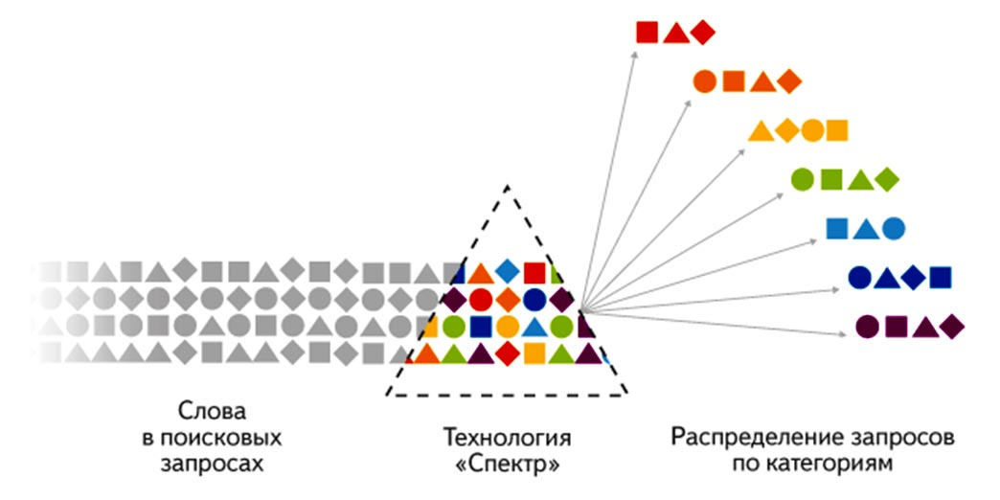 Слова
в поисковых
запросах
Технология
«Спектр»
Распределение запросов
по категориям